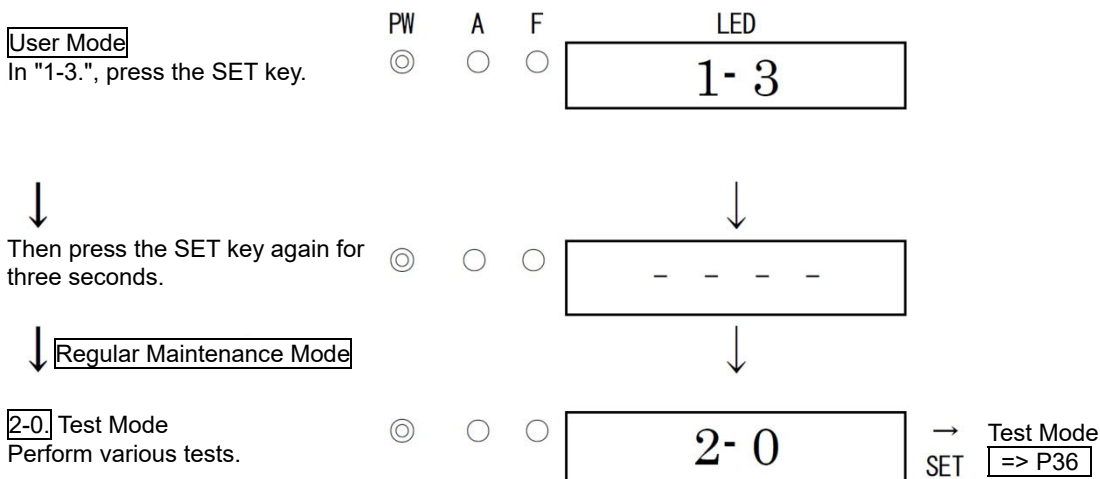 PW A F LED
User Mode
In "1-3.", press the SET key.
1- 3
Then press the SET key again for
three seconds.
- - - -
Regular Maintenance Mode
2-0. Test Mode
Perform various tests.
2- 0
→ Test Mode
SET => P36